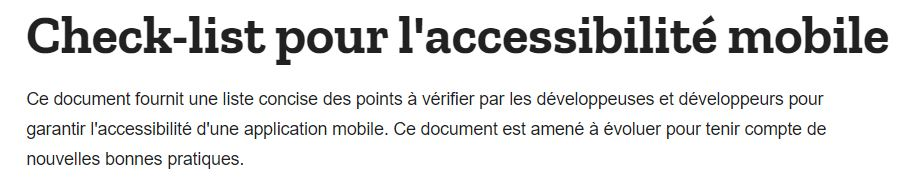 Check-list pour l'accessibilité mobile
Ce document fournit une liste concise des points à vérifier par les développeuses et développeurs pour
garantir l'accessibilité d'une application mobile. Ce document est amené à évoluer pour tenir compte de
nouvelles bonnes pratiques.